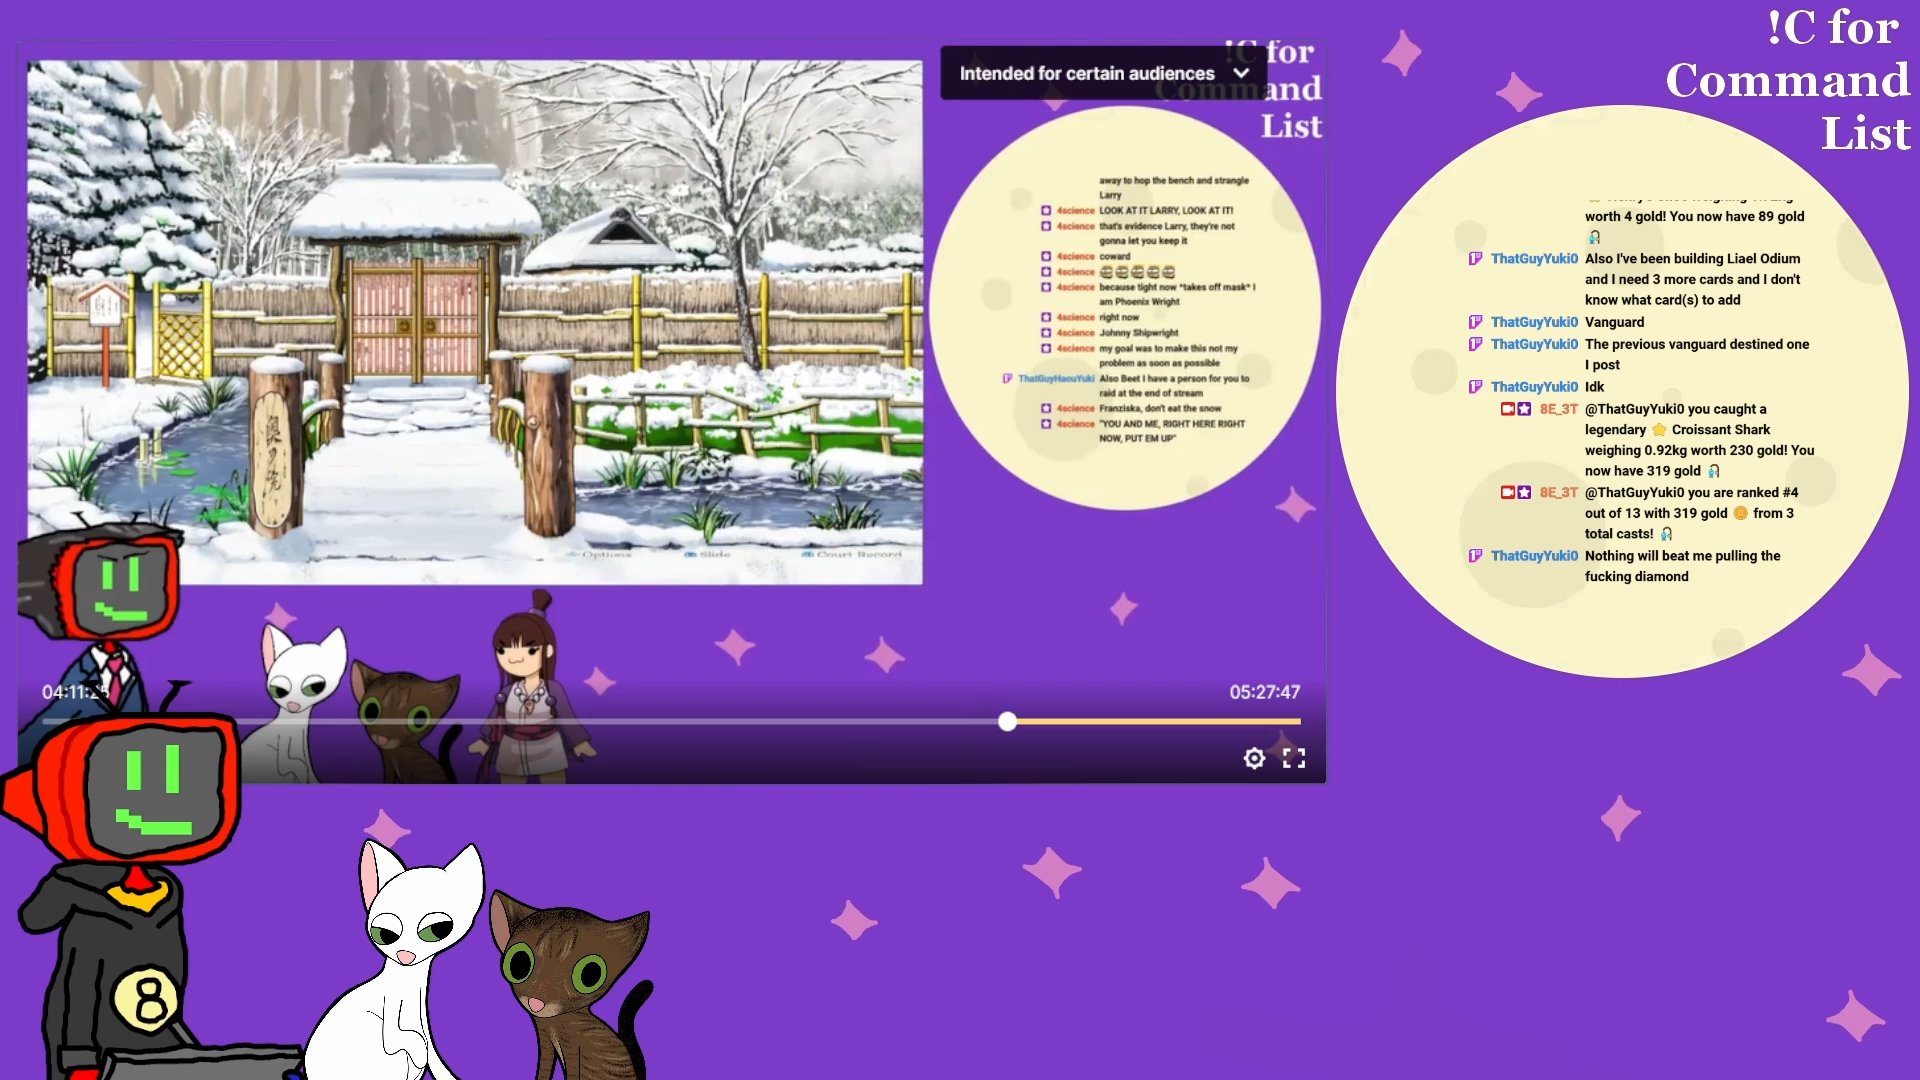 !C for
Command
List
Intended for certain audiences
C for
Command
List
away to hop the bench and strangle
Larry
4science LOOK AT IT LARRY, LOOK AT IT!
4science that's evidence Larry, they're not
gonna let you keep it
4science coward
4science
4science because tight now *takes off mask* I
am Phoenix Wright
4science right now
4science Johnny Shipwright
4science my goal was to make this not my
problem as soon as possible
ThatGuyHaouYuki Also Beet I have a person for you to
raid at the end of stream
4science Franziska, don't eat the snow
4science "YOU AND ME, RIGHT HERE RIGHT
NOW, PUT EM UP"
worth 4 gold! You now have 89 gold
ThatGuyYuki0 Also I've been building Liael Odium
and I need 3 more cards and I don't
know what card(s) to add
ThatGuyYuki0 Vanguard
ThatGuyYuki0 The previous vanguard destined one
I post
ThatGuyYuki0 Idk
8E_3T @ThatGuyYuki0 you caught a
legendary Croissant Shark
weighing 0.92kg worth 230 gold! You
now have 319 gold
8E_3T @ThatGuyYuki0 you are ranked #4
out of 13 with 319 gold from 3
total casts!
ThatGuyYuki0 Nothing will beat me pulling the
fucking diamond
Options Slide Court Record
05:27:47
8